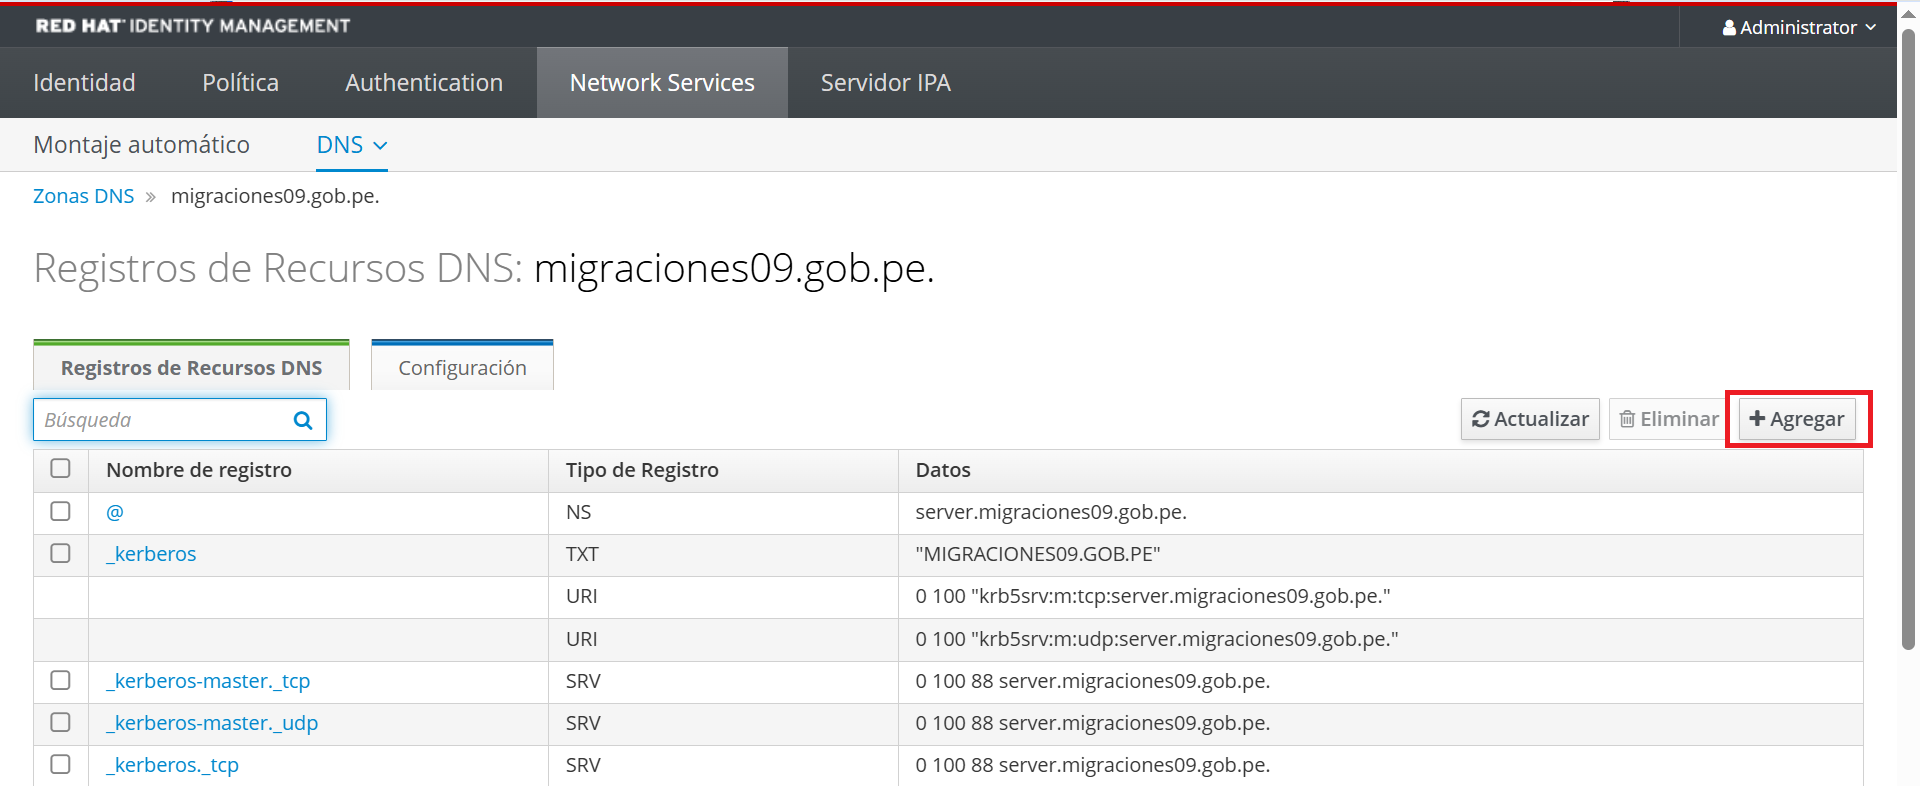 RED HAT IDENTITY MANAGEMENT Administrator
Identidad Política Authentication Network Services Servidor IPA
Montaje automático DNS
Zonas DNS » migraciones09.gob.pe.
Registros de Recursos DNS: migraciones09.gob.pe.
Registros de Recursos DNS Configuración
Búsqueda Actualizar Eliminar + Agregar
Nombre de registro Tipo de Registro Datos
@ NS server.migraciones09.gob.pe.
_kerberos TXT "MIGRACIONES09.GOB.PE"
URI 0 100 "krb5srv:m:tcp:server.migraciones09.gob.pe."
URI 0 100 "krb5srv:m:udp:server.migraciones09.gob.pe."
_kerberos-master._tcp SRV 0 100 88 server.migraciones09.gob.pe.
_kerberos-master._udp SRV 0 100 88 server.migraciones09.gob.pe.
_kerberos._tcp SRV 0 100 88 server.migraciones09.gob.pe.